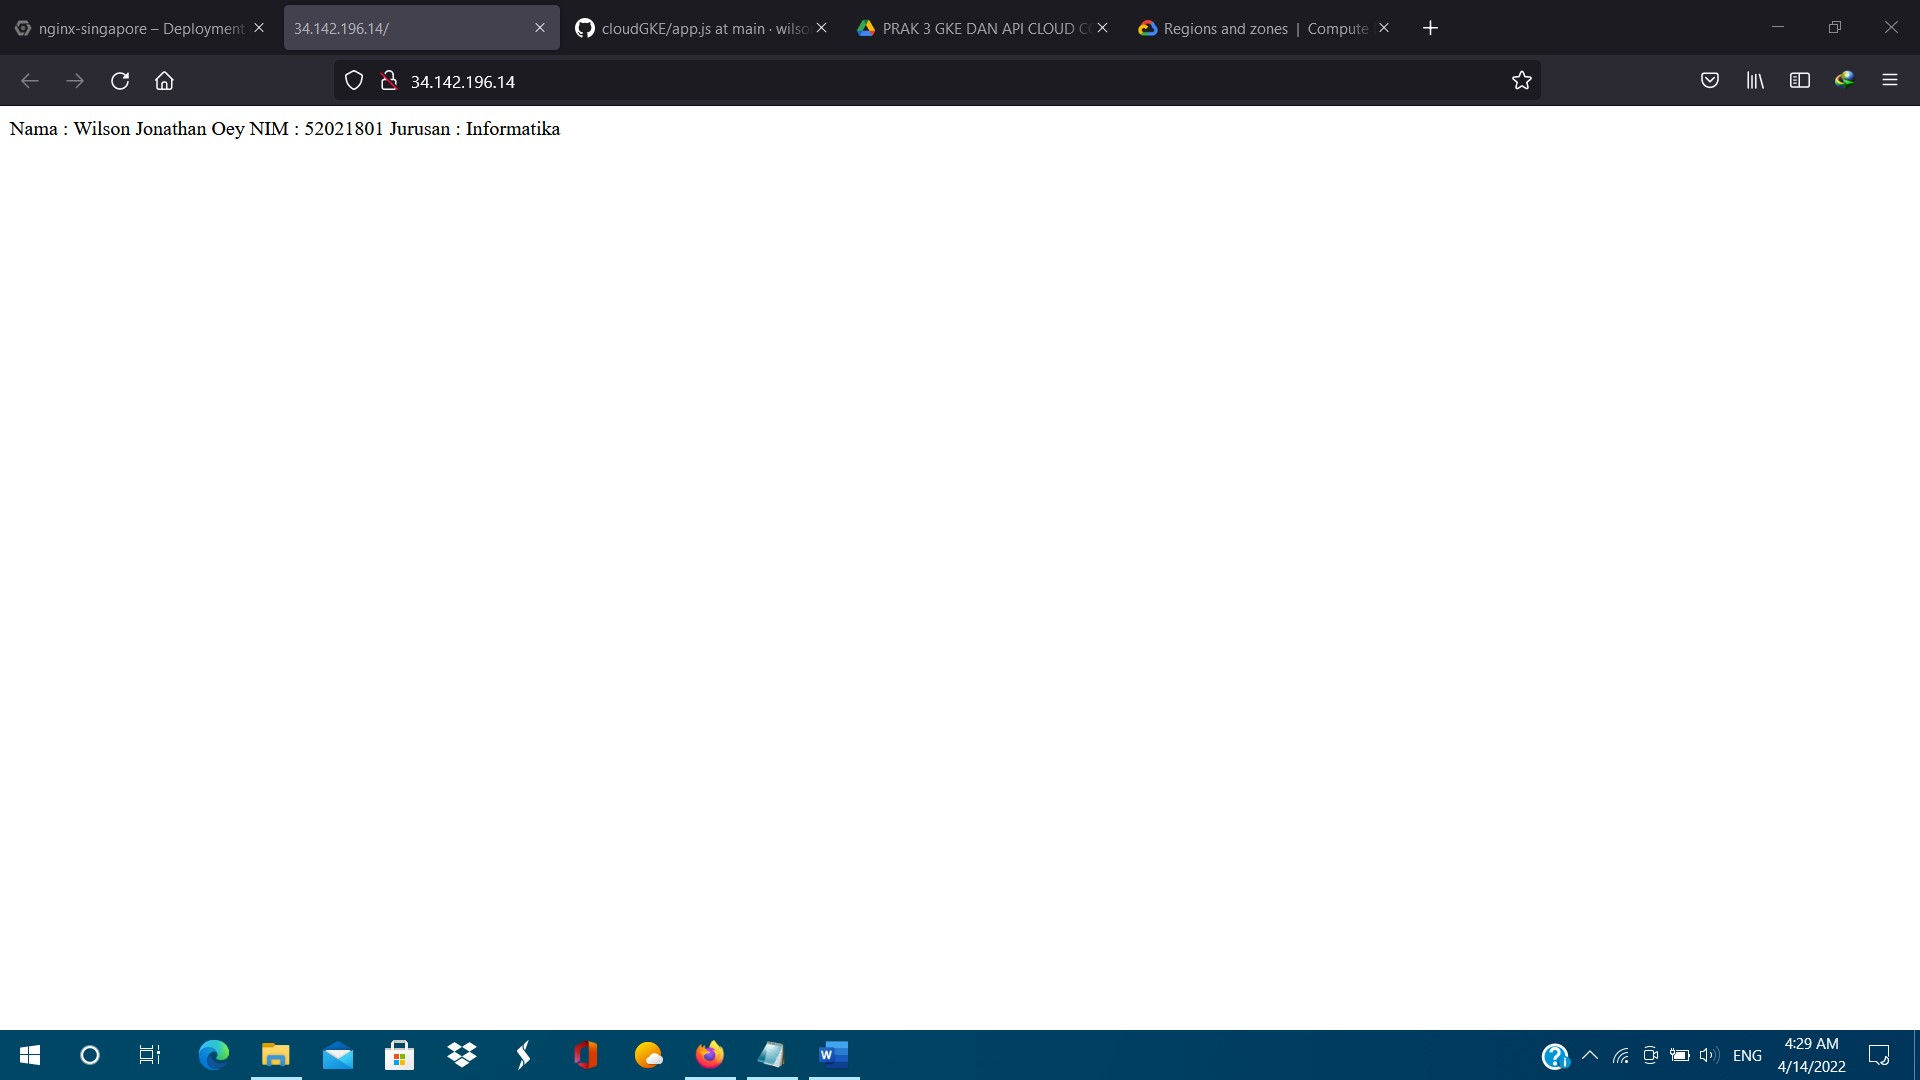 nginx-singapore – Deployment
34.142.196.14/
cloudGKE/app.js at main · wilso
PRAK 3 GKE DAN API CLOUD CO
Regions and zones | Compute
34.142.196.14
Nama : Wilson Jonathan Oey NIM : 52021801 Jurusan : Informatika
ENG
4:29 AM
4/14/2022